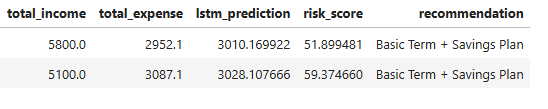 total_income total_expense lstm_prediction risk_score recommendation
5800.0 2952.1 3010.169922 51.899481 Basic Term + Savings Plan
5100.0 3087.1 3028.107666 59.374660 Basic Term + Savings Plan